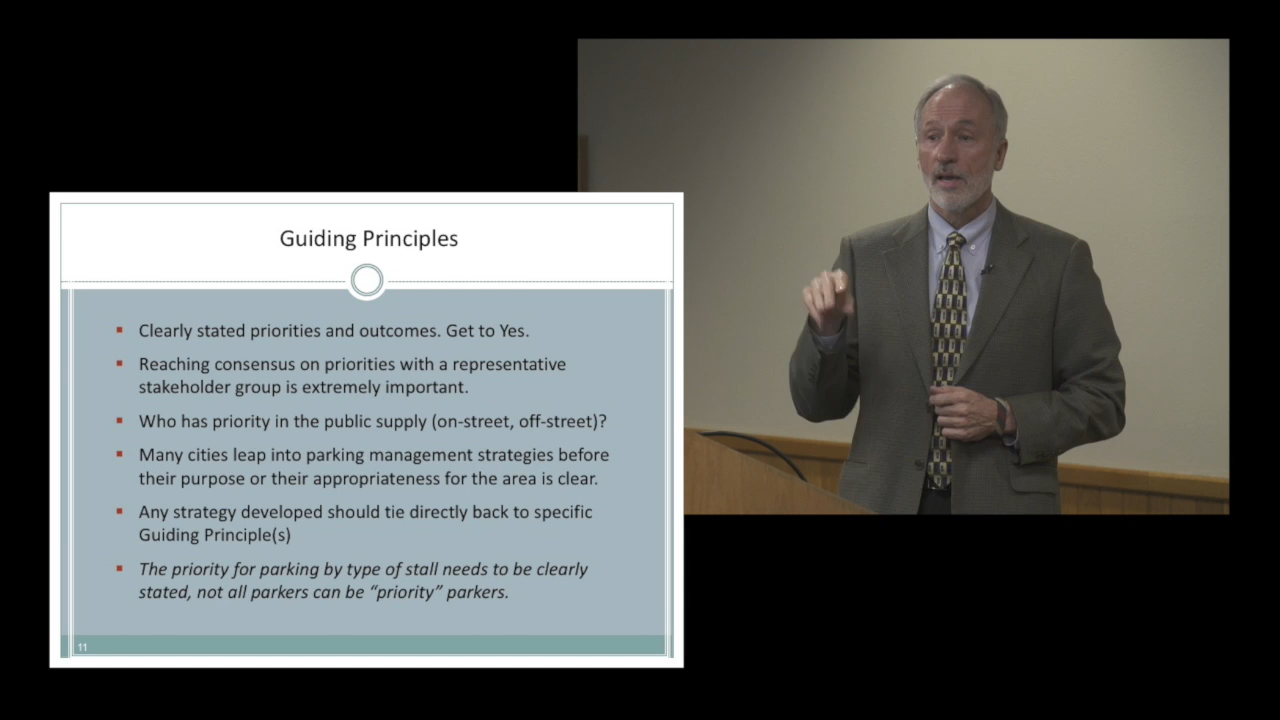 Guiding Principles
Clearly stated priorities and outcomes. Get to Yes.
Reaching consensus on priorities with a representative
stakeholder group is extremely important.
Who has priority in the public supply (on-street, off-street)?
Many cities leap into parking management strategies before
their purpose or their appropriateness for the area is clear.
Any strategy developed should tie directly back to specific
Guiding Principle(s)
The priority for parking by type of stall needs to be clearly
stated, not all parkers can be “priority” parkers.
11